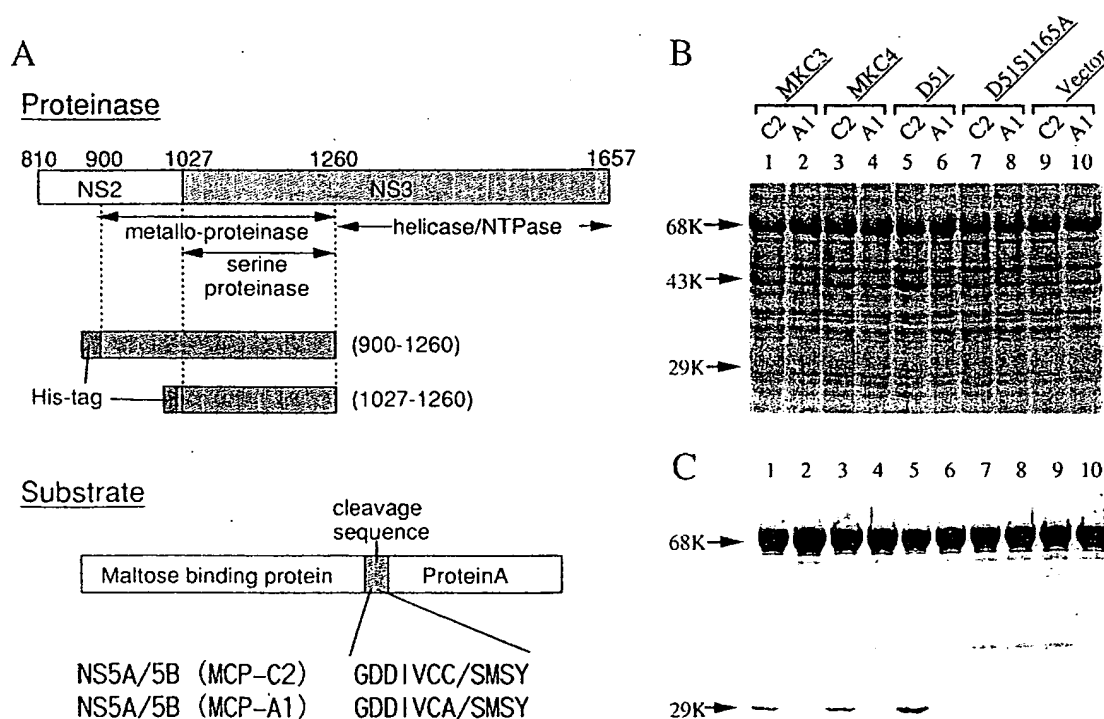 A
Proteinase
810 900 1027 1260 1657
NS2 NS3
metallo-proteinase helicase/NTPase
serine
proteinase
(900-1260)
His-tag (1027-1260)
Substrate
cleavage
sequence
Maltose binding protein ProteinA
NS5A/5B (MCP-C2) GDDIVCC/SMSY
NS5A/5B (MCP-A1) GDDIVCA/SMSY
B
MKC3 MKC4 D51 D51S1165A Vector
C2 A1 C2 A1 C2 A1 C2 A1 C2 A1
1 2 3 4 5 6 7 8 9 10
68K
43K
29K
C
1 2 3 4 5 6 7 8 9 10
68K
29K